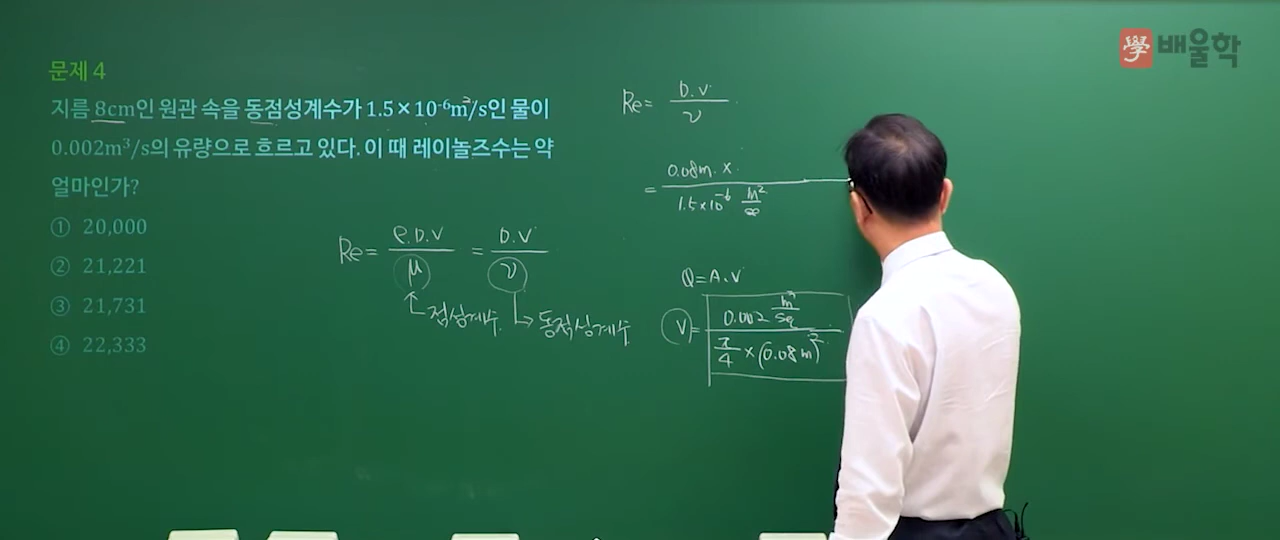 學 배울학
문제 4
지름 8cm인 원관 속을 동점성계수가 1.5 × 10-6m²/s인 물이
0.002m³/s의 유량으로 흐르고 있다. 이 때 레이놀즈수는 약
얼마인가?
① 20,000
② 21,221
③ 21,731
④ 22,333
Re = ρ.D.V / μ = D.V / ν
점성계수
동점성계수
Re = D.V / ν
= 0.08m × / 1.5×10-6 m²/sec
Q = A.V
V = 0.002 m³/sec / π/4 × (0.08m)²